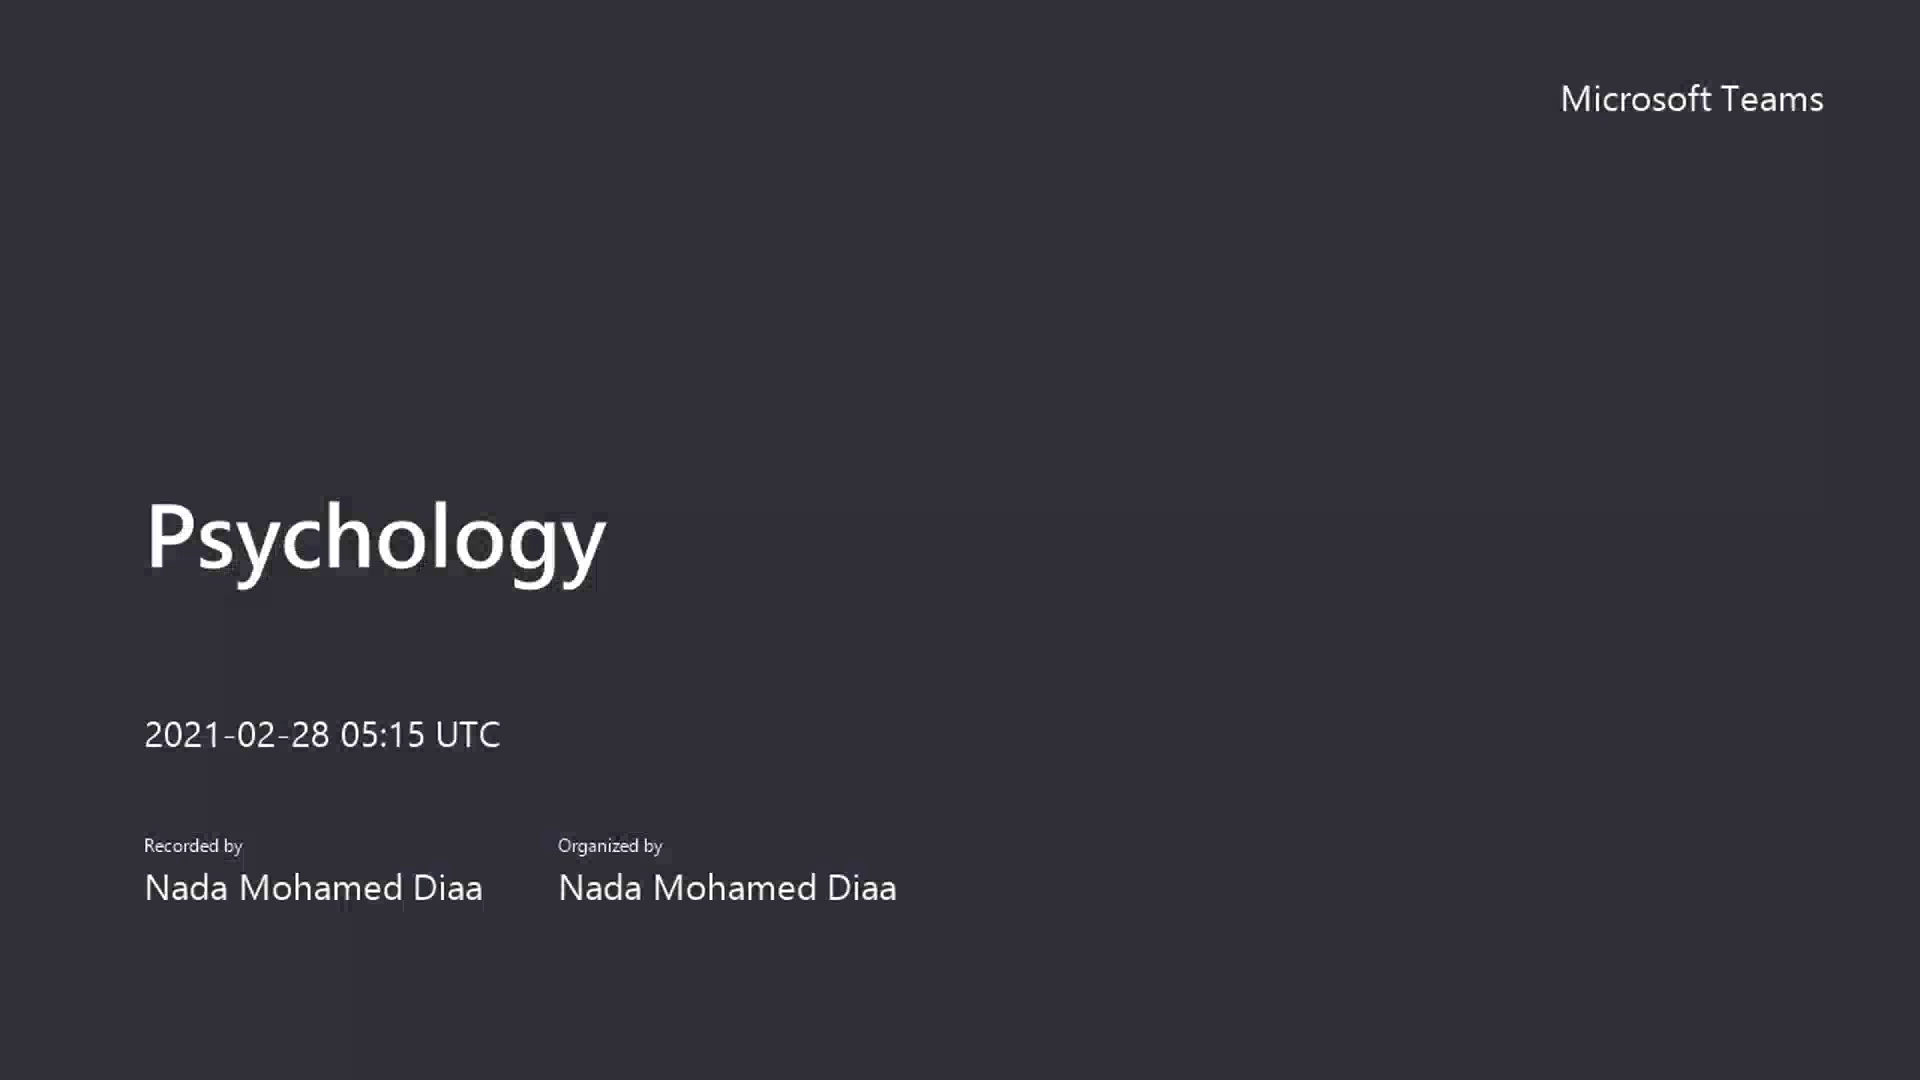 Microsoft Teams
Psychology
2021-02-28 05:15 UTC
Recorded by
Nada Mohamed Diaa
Organized by
Nada Mohamed Diaa